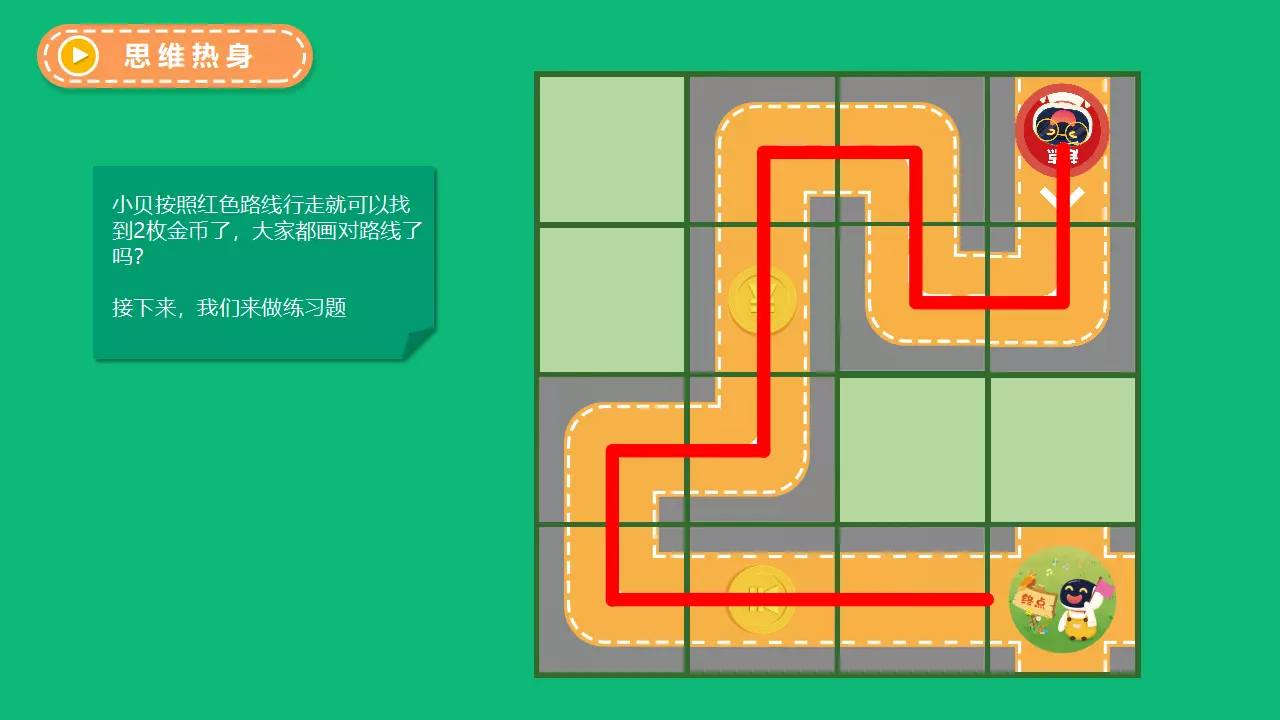 思维热身
小贝按照红色路线行走就可以找
到2枚金币了，大家都画对路线了
吗？
接下来，我们来做练习题
¥
¥
终点